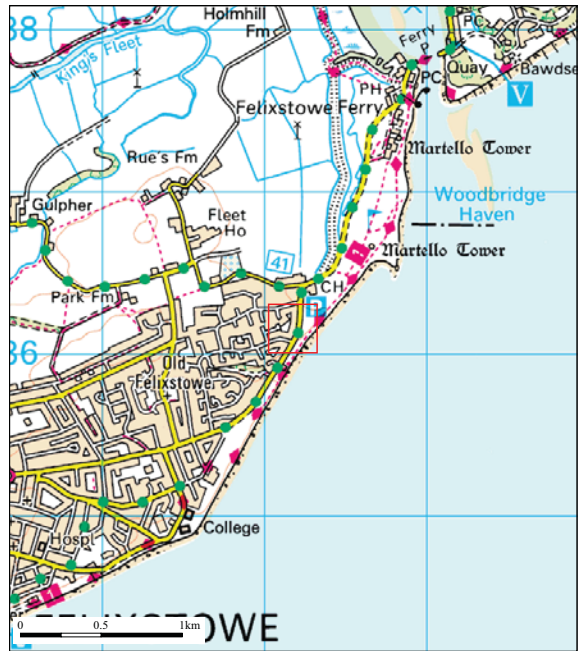 38
Holmhill
Fm
PC
Ferry
P
PC
Quay
Bawdse
King's Fleet
PH
V
Felixstowe Ferry
Martello Tower
Rue's Fm
Woodbridge
Haven
Gulpher
Fleet
Ho
1
Martello Tower
41
CH
P
Park Fm
36
Old
Felixstowe
College
Hospl
1
FELIXSTOWE
0 0.5 1km